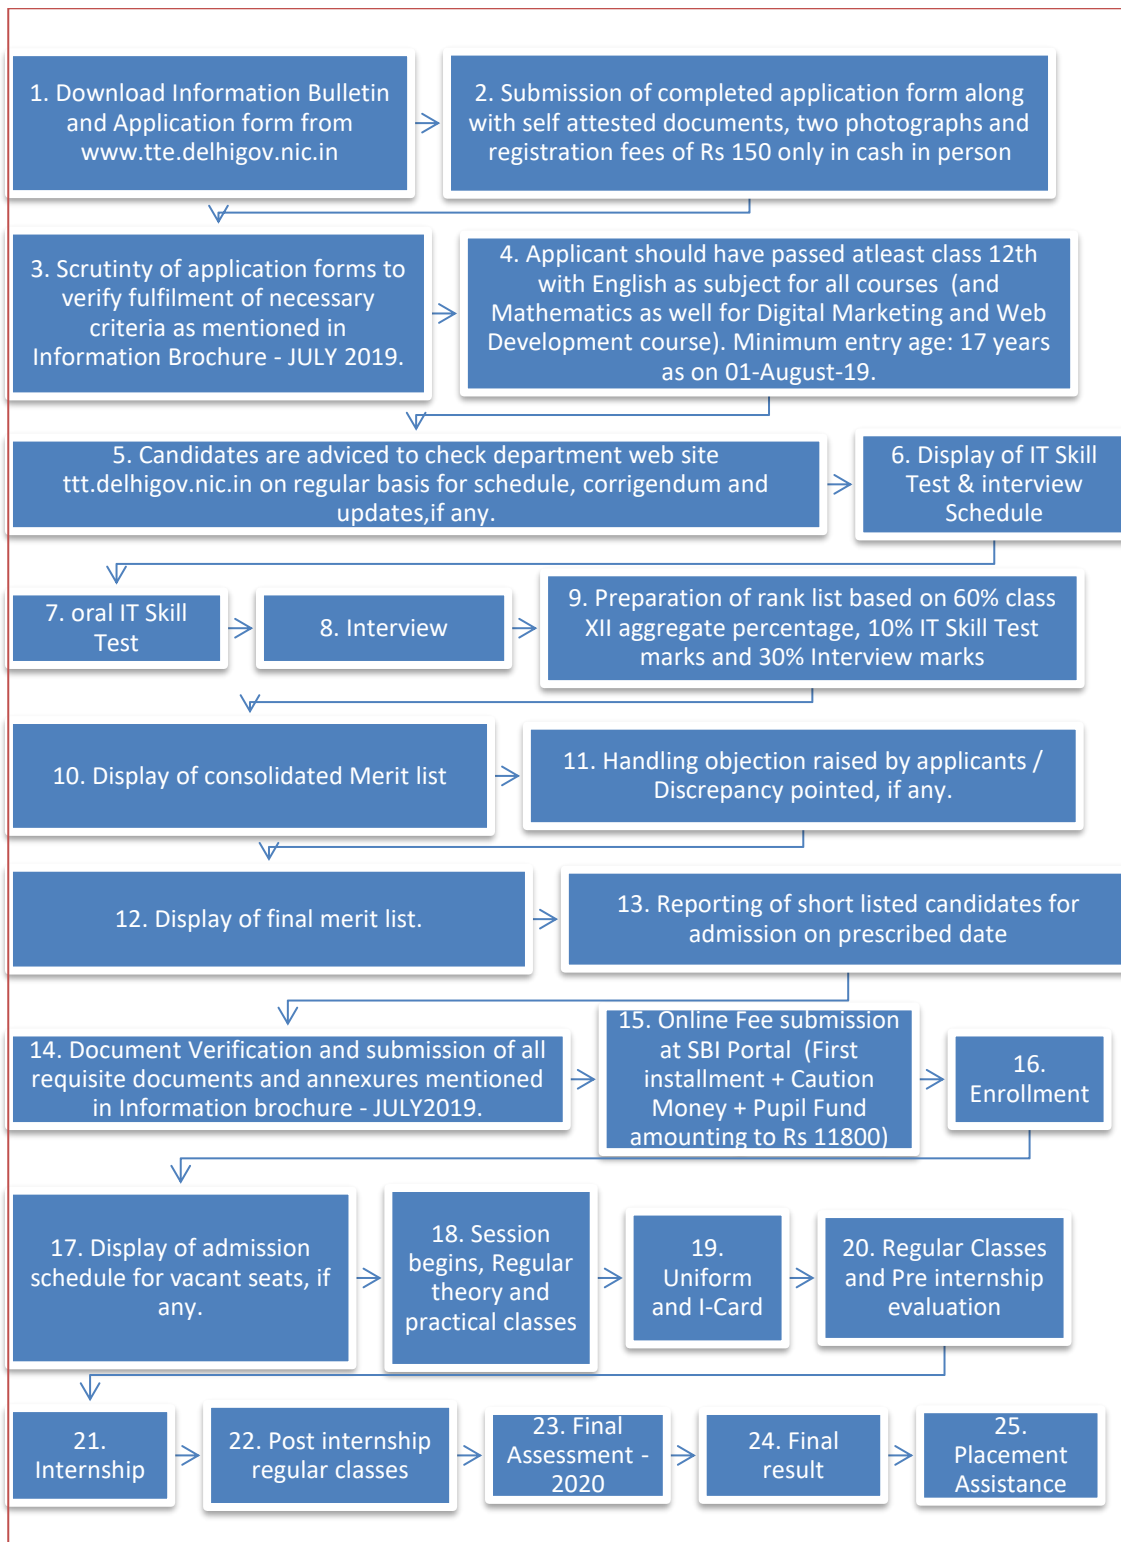 1. Download Information Bulletin
and Application form from
www.tte.delhigov.nic.in
2. Submission of completed application form along
with self attested documents, two photographs and
registration fees of Rs 150 only in cash in person
3. Scrutinty of application forms to
verify fulfilment of necessary
criteria as mentioned in
Information Brochure - JULY 2019.
4. Applicant should have passed atleast class 12th
with English as subject for all courses (and
Mathematics as well for Digital Marketing and Web
Development course). Minimum entry age: 17 years
as on 01-August-19.
5. Candidates are adviced to check department web site
ttt.delhigov.nic.in on regular basis for schedule, corrigendum and
updates,if any.
6. Display of IT Skill
Test & interview
Schedule
7. oral IT Skill
Test
8. Interview
9. Preparation of rank list based on 60% class
XII aggregate percentage, 10% IT Skill Test
marks and 30% Interview marks
10. Display of consolidated Merit list
11. Handling objection raised by applicants /
Discrepancy pointed, if any.
12. Display of final merit list.
13. Reporting of short listed candidates for
admission on prescribed date
14. Document Verification and submission of all
requisite documents and annexures mentioned
in Information brochure - JULY2019.
15. Online Fee submission
at SBI Portal (First
installment + Caution
Money + Pupil Fund
amounting to Rs 11800)
16.
Enrollment
17. Display of admission
schedule for vacant seats, if
any.
18. Session
begins, Regular
theory and
practical classes
19.
Uniform
and I-Card
20. Regular Classes
and Pre internship
evaluation
21.
Internship
22. Post internship
regular classes
23. Final
Assessment -
2020
24. Final
result
25.
Placement
Assistance